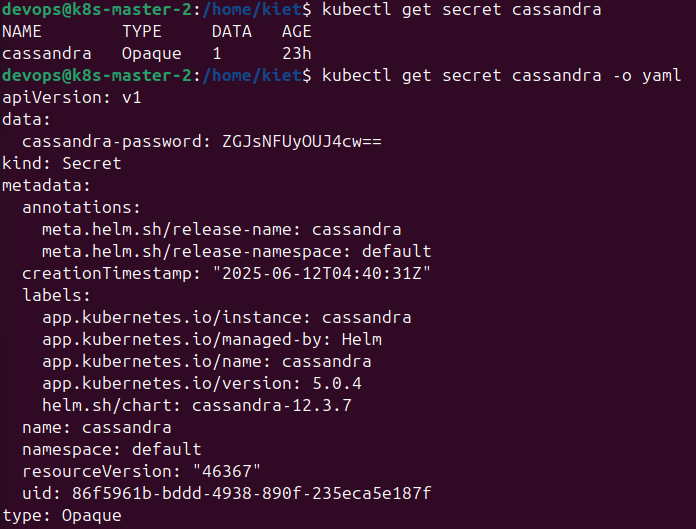 devops@k8s-master-2:/home/kiet$ kubectl get secret cassandra
NAME        TYPE     DATA   AGE
cassandra   Opaque   1      23h
devops@k8s-master-2:/home/kiet$ kubectl get secret cassandra -o yaml
apiVersion: v1
data:
  cassandra-password: ZGJsNFUyOUJ4cw==
kind: Secret
metadata:
  annotations:
    meta.helm.sh/release-name: cassandra
    meta.helm.sh/release-namespace: default
  creationTimestamp: "2025-06-12T04:40:31Z"
  labels:
    app.kubernetes.io/instance: cassandra
    app.kubernetes.io/managed-by: Helm
    app.kubernetes.io/name: cassandra
    app.kubernetes.io/version: 5.0.4
    helm.sh/chart: cassandra-12.3.7
  name: cassandra
  namespace: default
  resourceVersion: "46367"
  uid: 86f5961b-bddd-4938-890f-235eca5e187f
type: Opaque